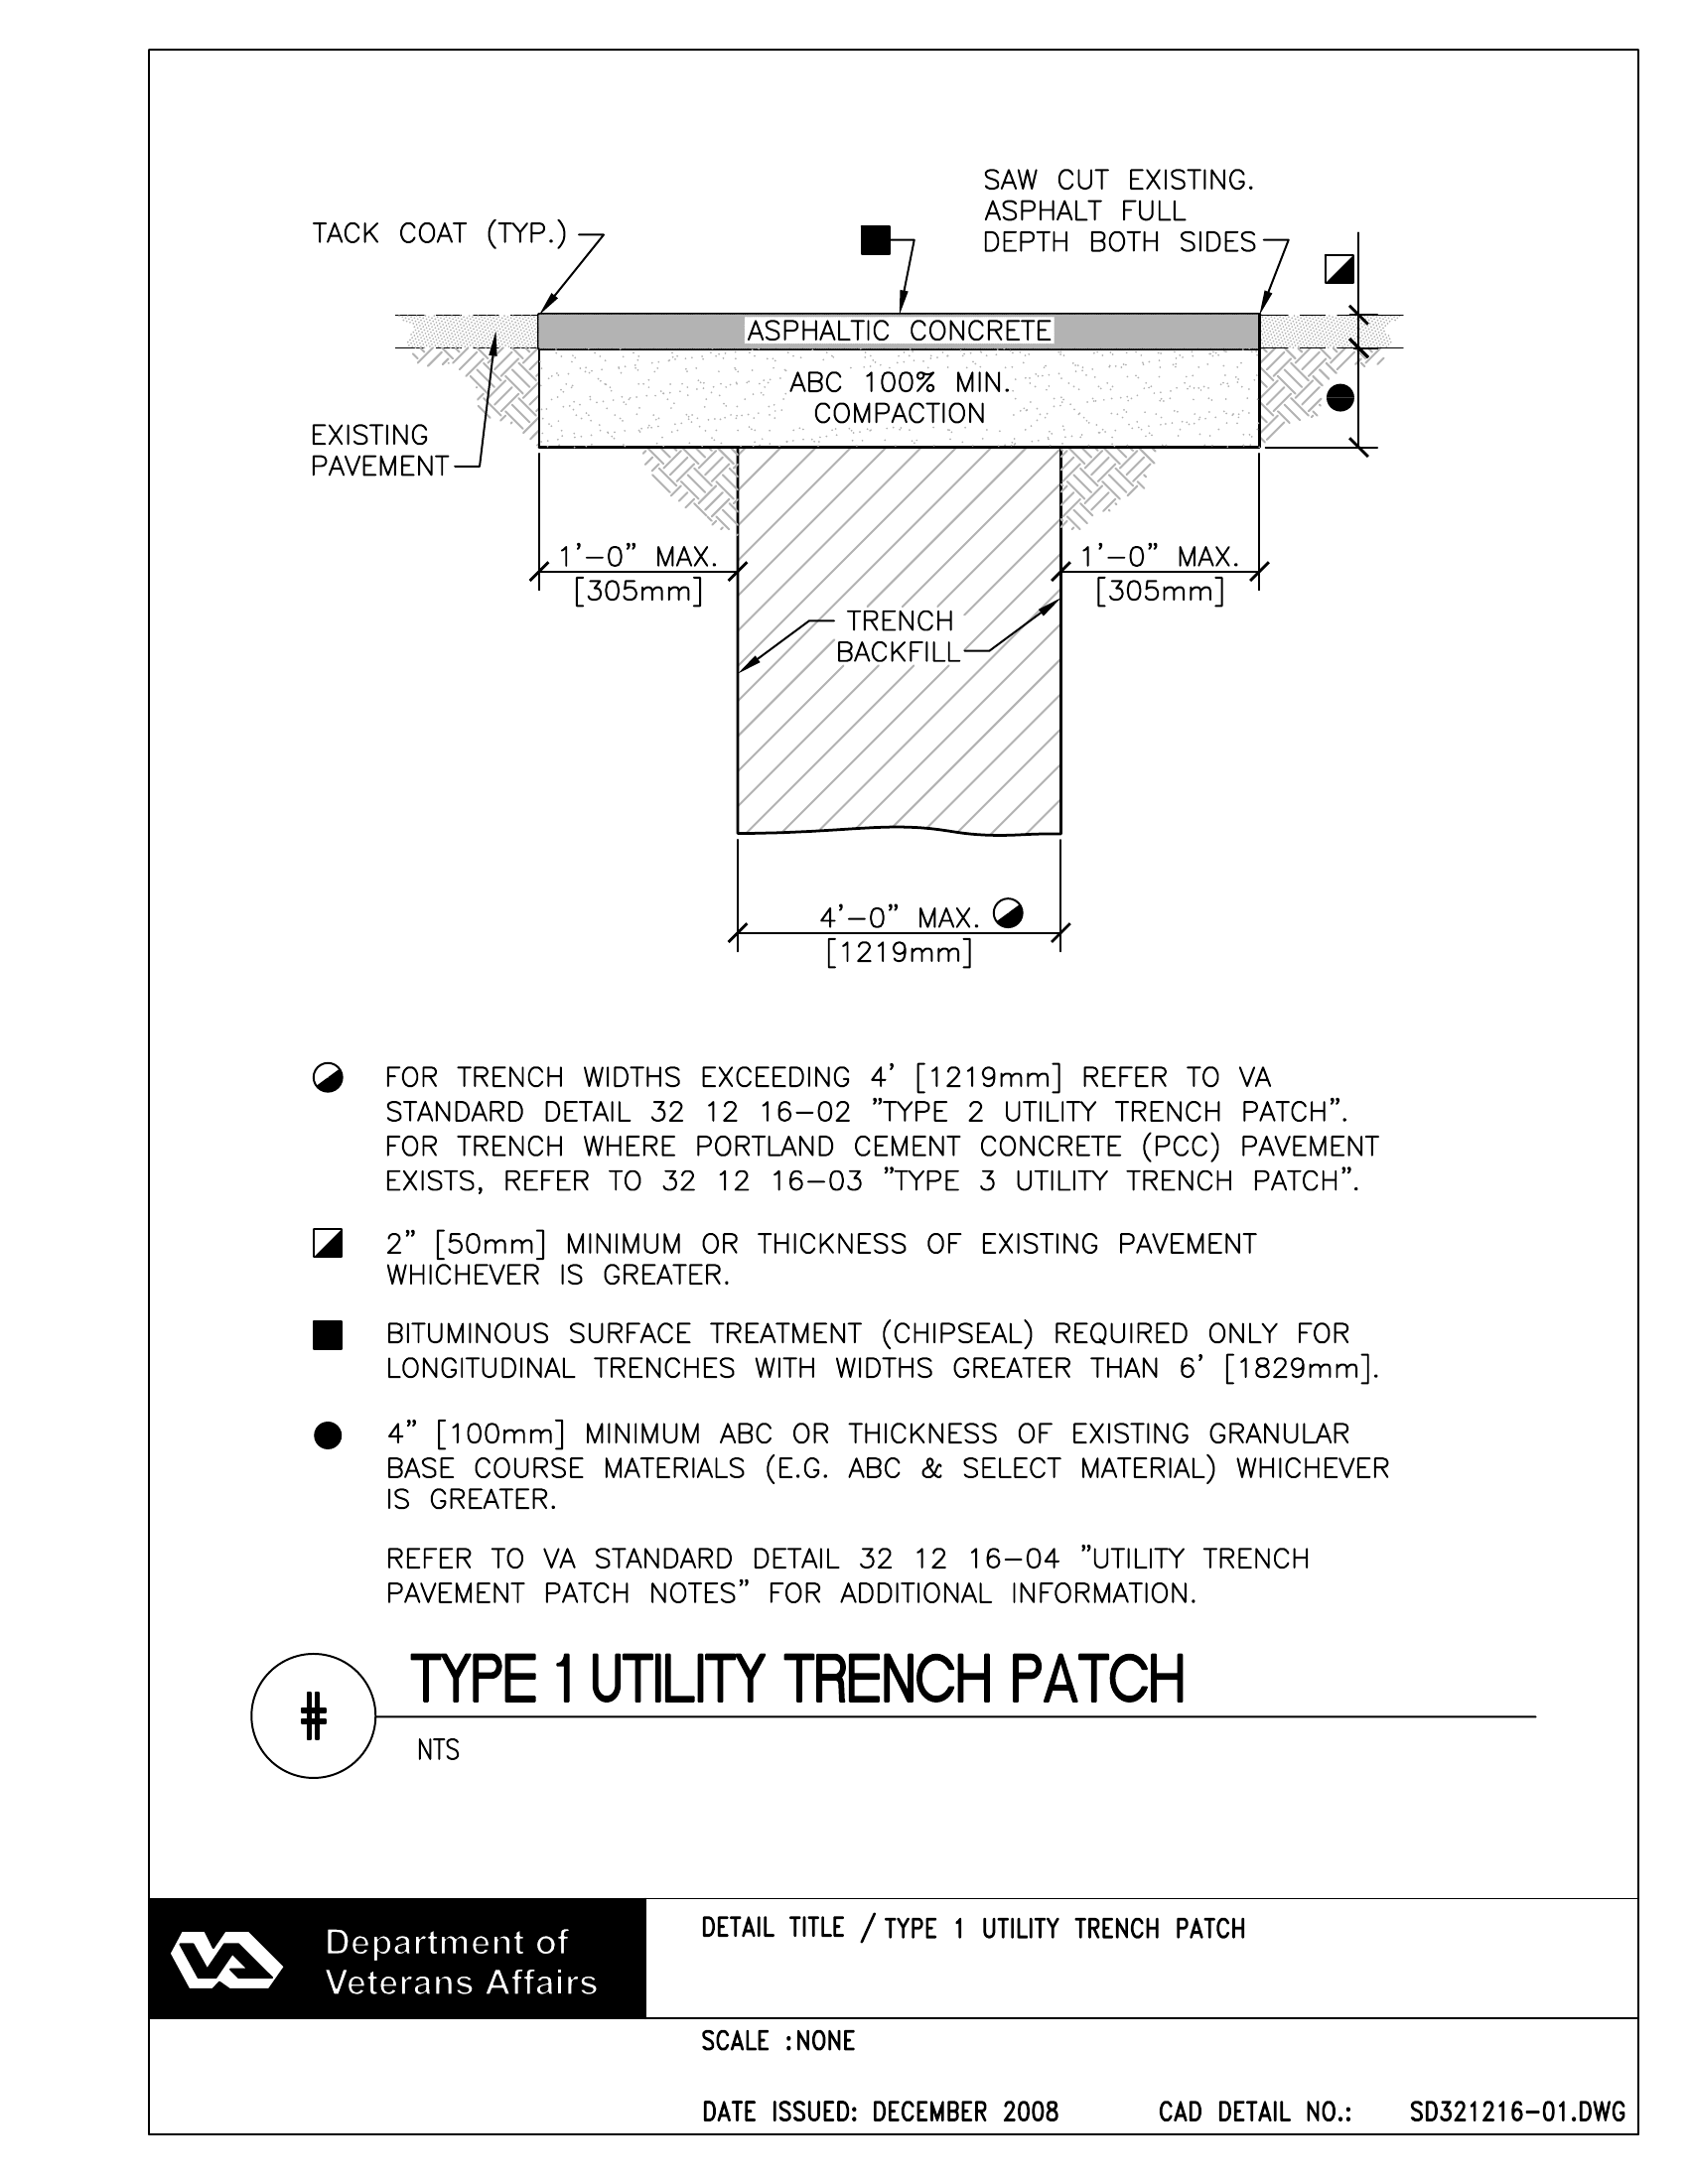 SAW CUT EXISTING.
ASPHALT FULL
DEPTH BOTH SIDES
TACK COAT (TYP.)
ASPHALTIC CONCRETE
ABC 100% MIN.
COMPACTION
EXISTING
PAVEMENT
1'-0" MAX.
[305mm]
1'-0" MAX.
[305mm]
TRENCH
BACKFILL
4'-0" MAX.
[1219mm]
FOR TRENCH WIDTHS EXCEEDING 4' [1219mm] REFER TO VA
STANDARD DETAIL 32 12 16-02 "TYPE 2 UTILITY TRENCH PATCH".
FOR TRENCH WHERE PORTLAND CEMENT CONCRETE (PCC) PAVEMENT
EXISTS, REFER TO 32 12 16-03 "TYPE 3 UTILITY TRENCH PATCH".
2" [50mm] MINIMUM OR THICKNESS OF EXISTING PAVEMENT
WHICHEVER IS GREATER.
BITUMINOUS SURFACE TREATMENT (CHIPSEAL) REQUIRED ONLY FOR
LONGITUDINAL TRENCHES WITH WIDTHS GREATER THAN 6' [1829mm].
4" [100mm] MINIMUM ABC OR THICKNESS OF EXISTING GRANULAR
BASE COURSE MATERIALS (E.G. ABC & SELECT MATERIAL) WHICHEVER
IS GREATER.
REFER TO VA STANDARD DETAIL 32 12 16-04 "UTILITY TRENCH
PAVEMENT PATCH NOTES" FOR ADDITIONAL INFORMATION.
# TYPE 1 UTILITY TRENCH PATCH
NTS
VA Department of
Veterans Affairs
DETAIL TITLE / TYPE 1 UTILITY TRENCH PATCH
SCALE :NONE
DATE ISSUED: DECEMBER 2008 CAD DETAIL NO.: SD321216-01.DWG